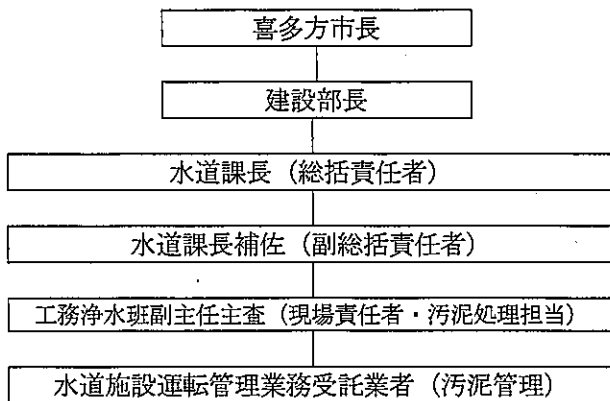 喜多方市長
建設部長
水道課長（総括責任者）
水道課長補佐（副総括責任者）
工務浄水班副主任主査（現場責任者・汚泥処理担当）
水道施設運転管理業務受託業者（汚泥管理）